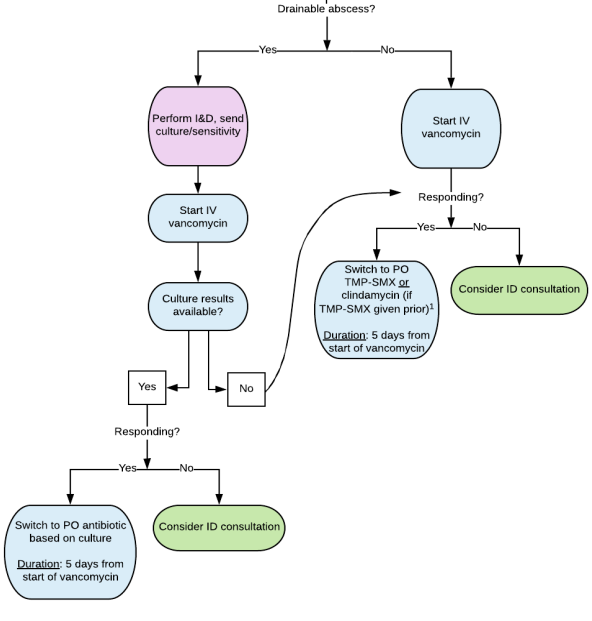 Drainable abscess?
Yes
No
Perform I&D, send
culture/sensitivity
Start IV
vancomycin
Start IV
vancomycin
Responding?
Yes
No
Culture results
available?
Switch to PO
TMP-SMX or
clindamycin (if
TMP-SMX given prior)¹
Duration: 5 days from
start of vancomycin
Consider ID consultation
Yes
No
Responding?
Yes
No
Switch to PO antibiotic
based on culture
Duration: 5 days from
start of vancomycin
Consider ID consultation